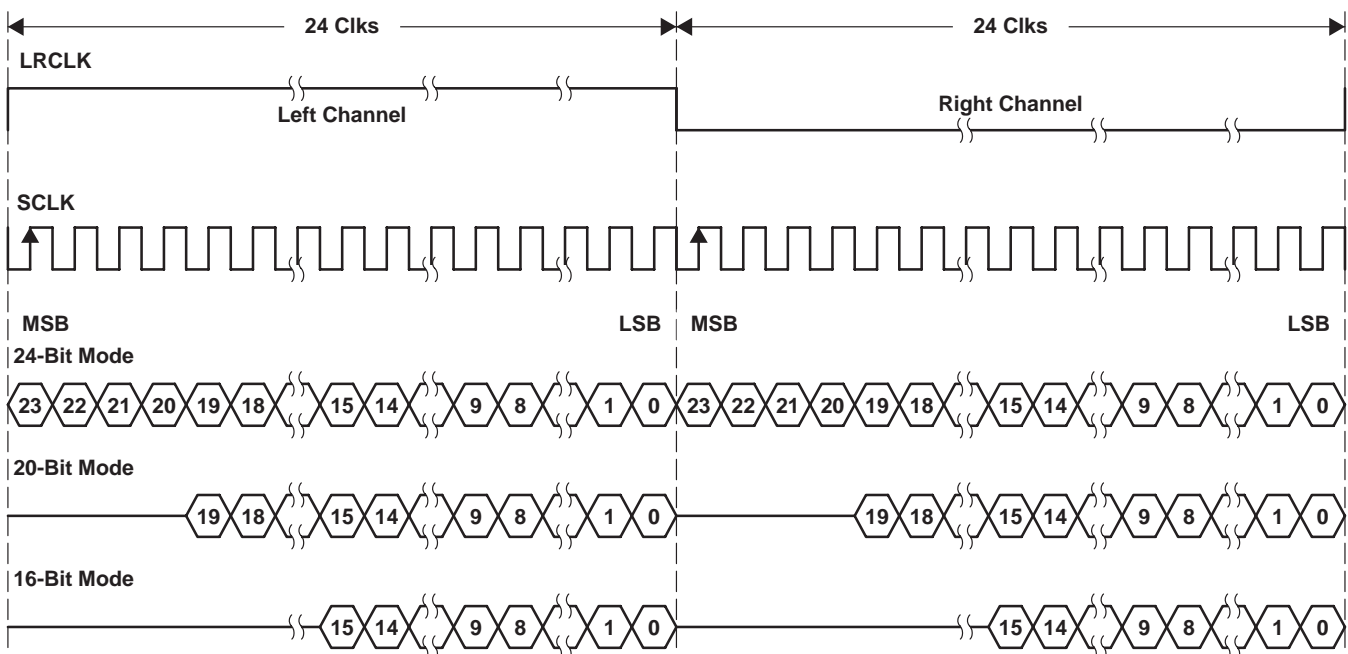 24 Clks 24 Clks
LRCLK
Left Channel Right Channel
SCLK
MSB LSB MSB LSB
24-Bit Mode
23 22 21 20 19 18 15 14 9 8 1 0 23 22 21 20 19 18 15 14 9 8 1 0
20-Bit Mode
19 18 15 14 9 8 1 0 19 18 15 14 9 8 1 0
16-Bit Mode
15 14 9 8 1 0 15 14 9 8 1 0